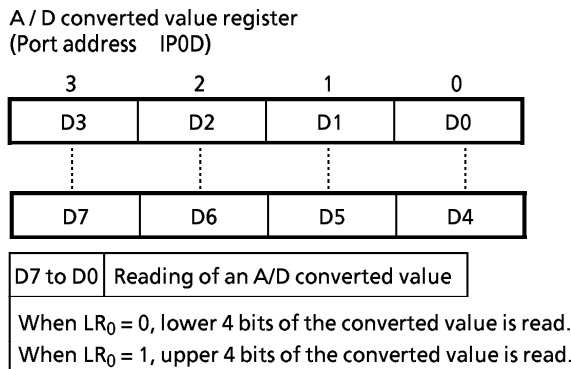 A / D converted value register
(Port address IP0D)
3 2 1 0
D3 D2 D1 D0
D7 D6 D5 D4
D7 to D0 Reading of an A/D converted value
When LR0 = 0, lower 4 bits of the converted value is read.
When LR0 = 1, upper 4 bits of the converted value is read.